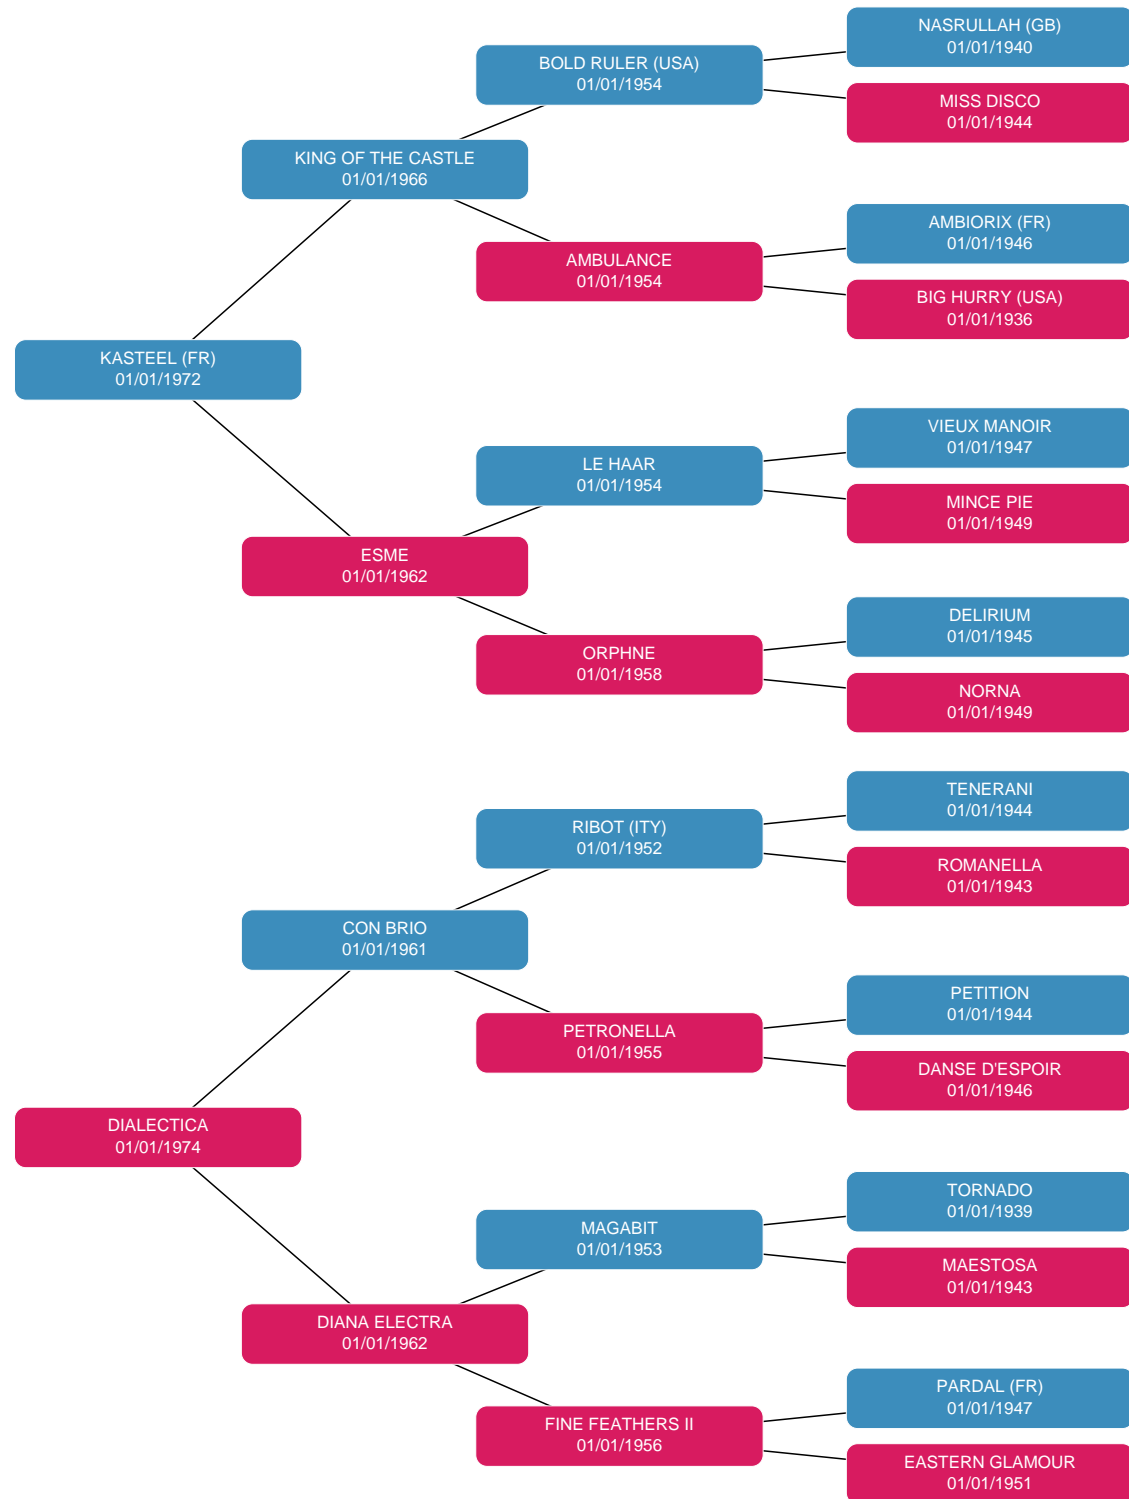 NASRULLAH (GB)
01/01/1940
BOLD RULER (USA)
01/01/1954
MISS DISCO
01/01/1944
KING OF THE CASTLE
01/01/1966
AMBIORIX (FR)
01/01/1946
AMBULANCE
01/01/1954
BIG HURRY (USA)
01/01/1936
KASTEEL (FR)
01/01/1972
VIEUX MANOIR
01/01/1947
LE HAAR
01/01/1954
MINCE PIE
01/01/1949
ESME
01/01/1962
DELIRIUM
01/01/1945
ORPHNE
01/01/1958
NORNA
01/01/1949
TENERANI
01/01/1944
RIBOT (ITY)
01/01/1952
ROMANELLA
01/01/1943
CON BRIO
01/01/1961
PETITION
01/01/1944
PETRONELLA
01/01/1955
DANSE D'ESPOIR
01/01/1946
DIALECTICA
01/01/1974
TORNADO
01/01/1939
MAGABIT
01/01/1953
MAESTOSA
01/01/1943
DIANA ELECTRA
01/01/1962
PARDAL (FR)
01/01/1947
FINE FEATHERS II
01/01/1956
EASTERN GLAMOUR
01/01/1951